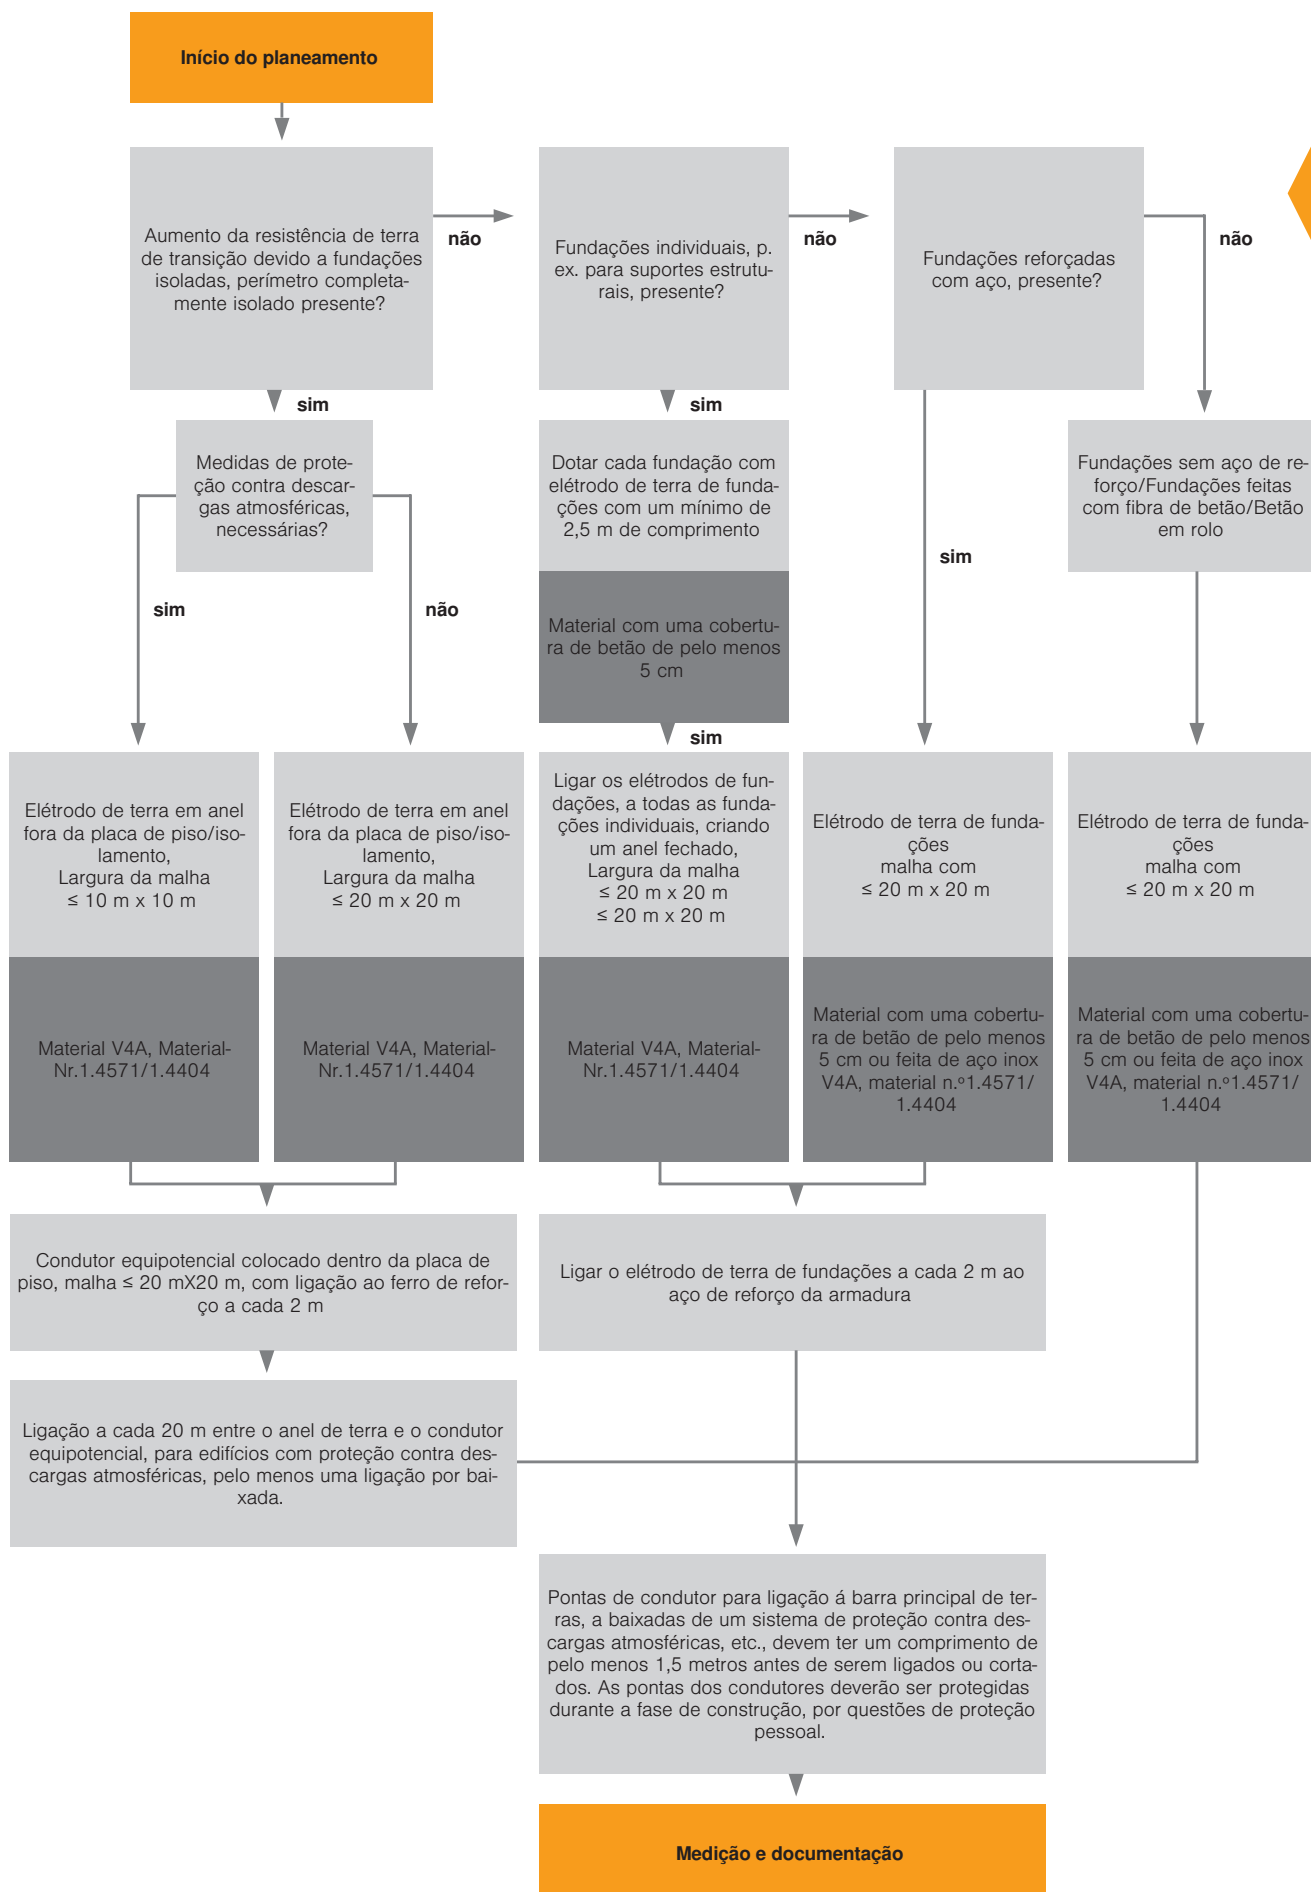 Início do planeamento
Aumento da resistência de terra
de transição devido a fundações
isoladas, perímetro completa-
mente isolado presente?
não
Fundações individuais, p.
ex. para suportes estrutu-
rais, presente?
não
Fundações reforçadas
com aço, presente?
não
sim
sim
Medidas de prote-
ção contra descar-
gas atmosféricas,
necessárias?
Dotar cada fundação com
elétrodo de terra de funda-
ções com um mínimo de
2,5 m de comprimento
Fundações sem aço de re-
forço/Fundações feitas
com fibra de betão/Betão
em rolo
sim
sim
não
Material com uma cobertu-
ra de betão de pelo menos
5 cm
sim
Elétrodo de terra em anel
fora da placa de piso/iso-
lamento,
Largura da malha
≤ 10 m x 10 m
Elétrodo de terra em anel
fora da placa de piso/iso-
lamento,
Largura da malha
≤ 20 m x 20 m
Ligar os elétrodos de fun-
dações, a todas as funda-
ções individuais, criando
um anel fechado,
Largura da malha
≤ 20 m x 20 m
≤ 20 m x 20 m
Elétrodo de terra de funda-
ções
malha com
≤ 20 m x 20 m
Elétrodo de terra de funda-
ções
malha com
≤ 20 m x 20 m
Material V4A, Material-
Nr.1.4571/1.4404
Material V4A, Material-
Nr.1.4571/1.4404
Material V4A, Material-
Nr.1.4571/1.4404
Material com uma cobertu-
ra de betão de pelo menos
5 cm ou feita de aço inox
V4A, material n.º1.4571/
1.4404
Material com uma cobertu-
ra de betão de pelo menos
5 cm ou feita de aço inox
V4A, material n.º1.4571/
1.4404
Condutor equipotencial colocado dentro da placa de
piso, malha ≤ 20 mX20 m, com ligação ao ferro de refor-
ço a cada 2 m
Ligar o elétrodo de terra de fundações a cada 2 m ao
aço de reforço da armadura
Ligação a cada 20 m entre o anel de terra e o condutor
equipotencial, para edifícios com proteção contra des-
cargas atmosféricas, pelo menos uma ligação por bai-
xada.
Pontas de condutor para ligação á barra principal de ter-
ras, a baixadas de um sistema de proteção contra des-
cargas atmosféricas, etc., devem ter um comprimento de
pelo menos 1,5 metros antes de serem ligados ou corta-
dos. As pontas dos condutores deverão ser protegidas
durante a fase de construção, por questões de proteção
pessoal.
Medição e documentação